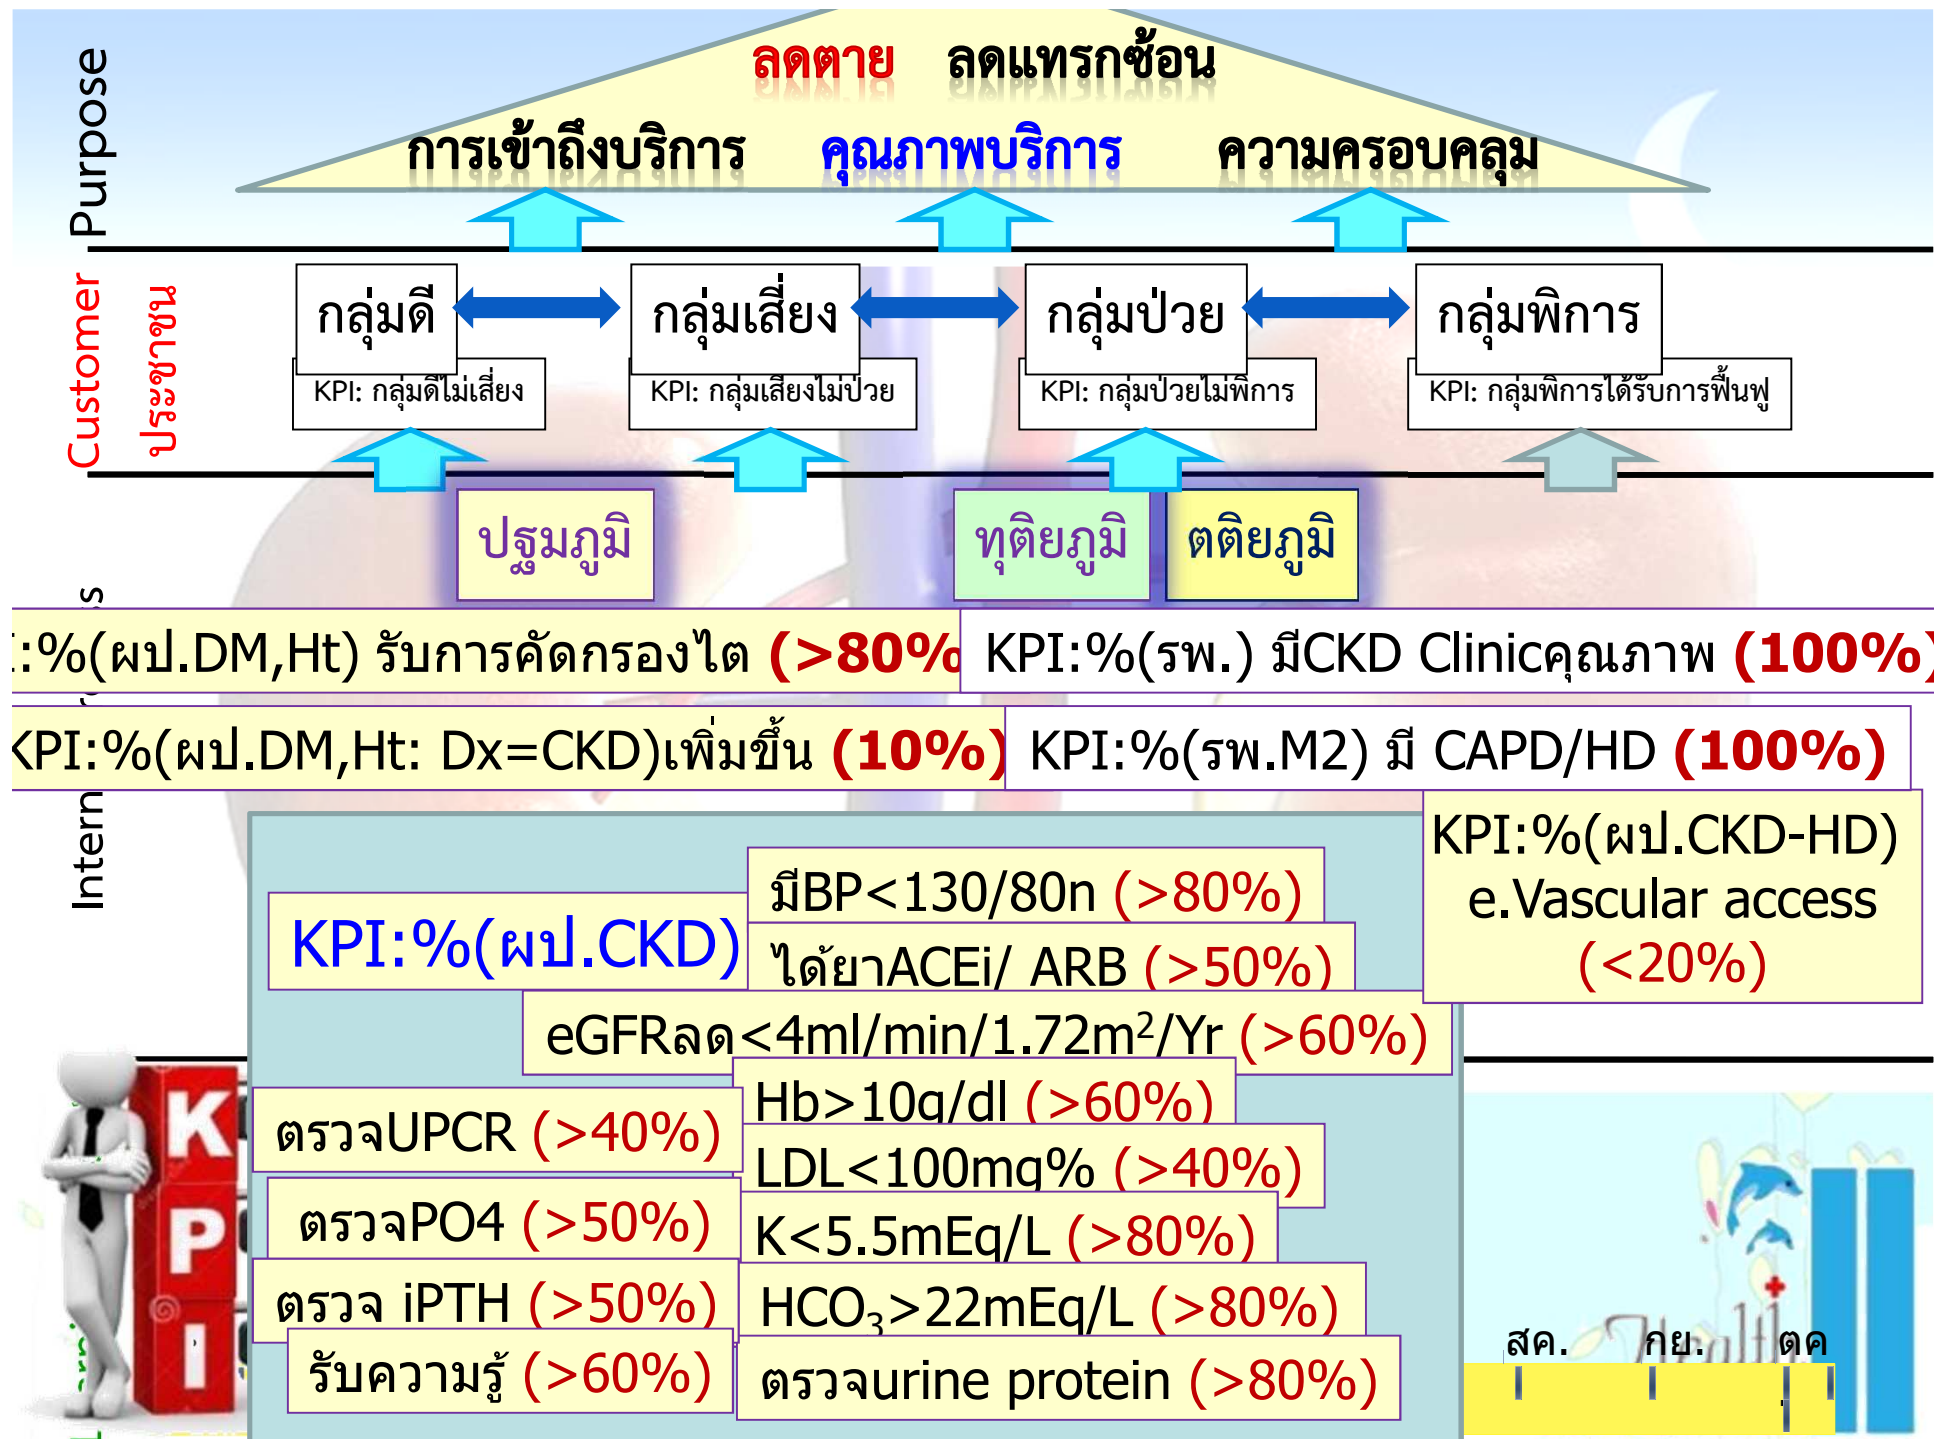 Purpose
ลดตาย ลดแทรกซ้อน
การเข้าถึงบริการ คุณภาพบริการ ความครอบคลุม
Customer
ประชาชน
กลุ่มดี
กลุ่มเสี่ยง
กลุ่มป่วย
กลุ่มพิการ
KPI: กลุ่มดีไม่เสี่ยง
KPI: กลุ่มเสี่ยงไม่ป่วย
KPI: กลุ่มป่วยไม่พิการ
KPI: กลุ่มพิการได้รับการฟื้นฟู
ปฐมภูมิ
ทุติยภูมิ
ตติยภูมิ
Intern
ss
:%(ผป.DM,Ht) รับการคัดกรองไต (>80%
KPI:%(รพ.) มีCKD Clinicคุณภาพ (100%)
KPI:%(ผป.DM,Ht: Dx=CKD)เพิ่มขึ้น (10%)
KPI:%(รพ.M2) มี CAPD/HD (100%)
KPI:%(ผป.CKD-HD)
e.Vascular access
(<20%)
KPI:%(ผป.CKD)
มีBP<130/80n (>80%)
ได้ยาACEi/ ARB (>50%)
eGFRลด<4ml/min/1.72m²/Yr (>60%)
Hb>10g/dl (>60%)
ตรวจUPCR (>40%)
LDL<100mg% (>40%)
ตรวจPO4 (>50%)
K<5.5mEq/L (>80%)
ตรวจ iPTH (>50%)
HCO₃>22mEq/L (>80%)
รับความรู้ (>60%)
ตรวจurine protein (>80%)
K
P
I
สค. กย. ตค
Health